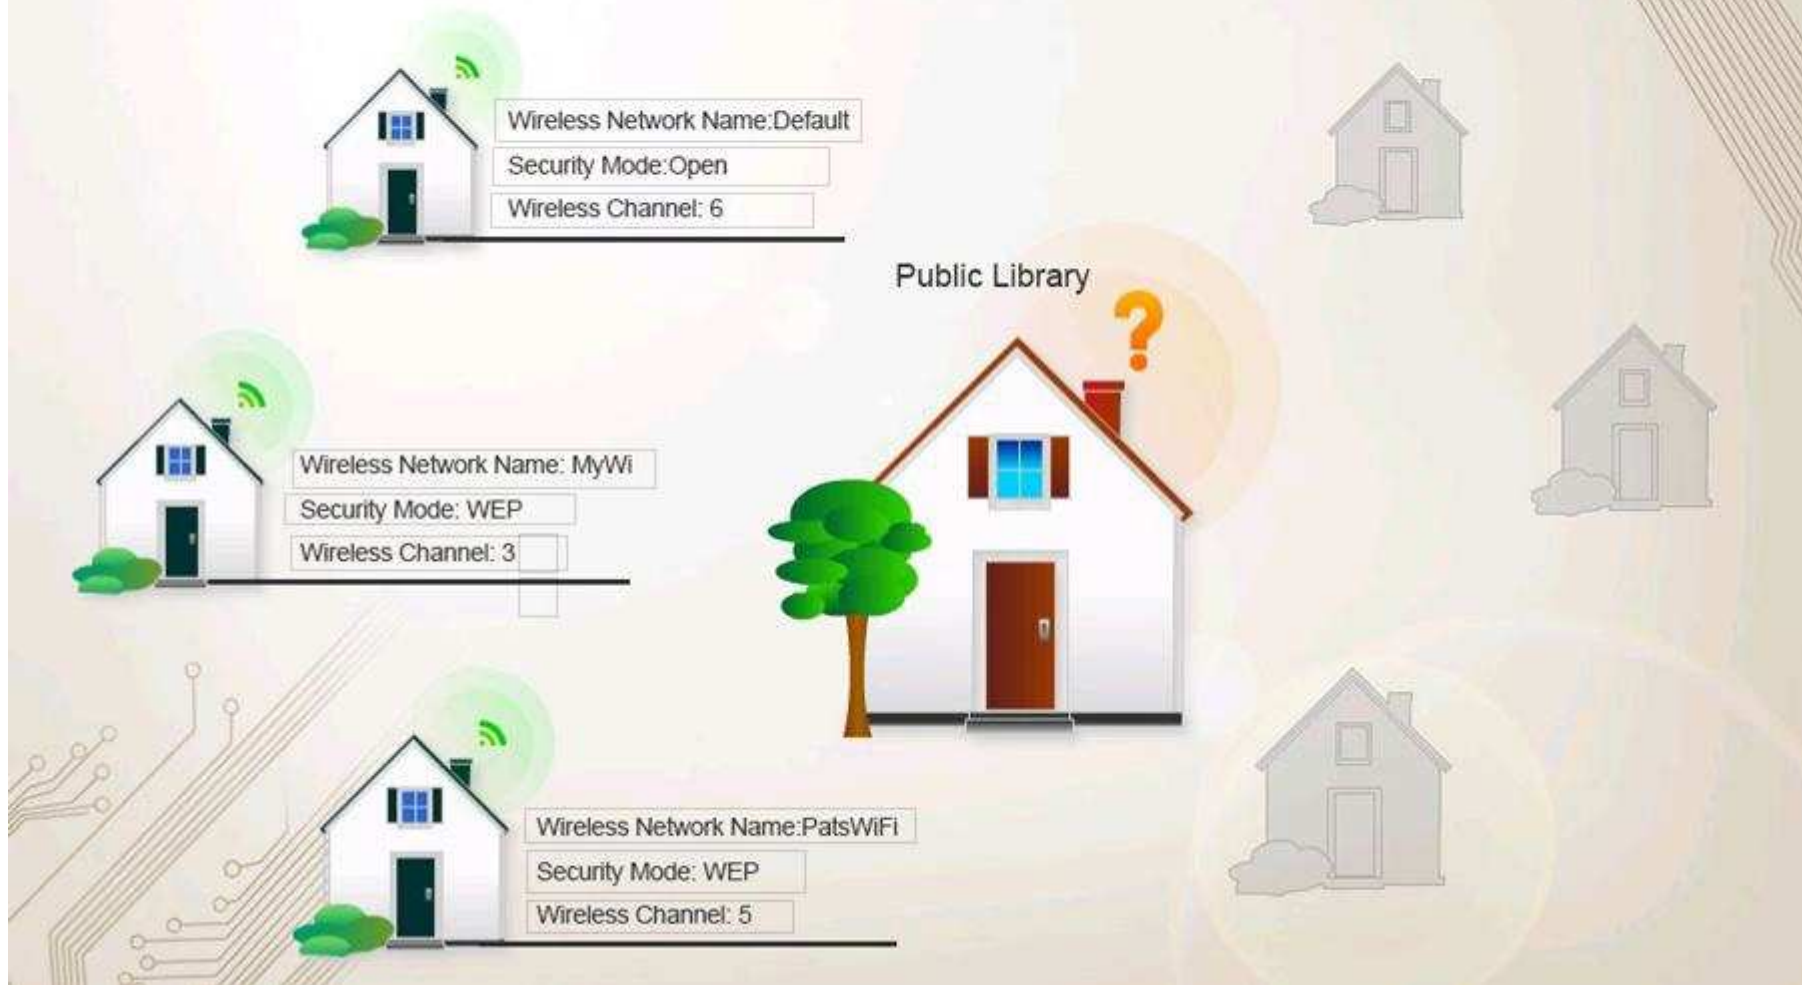 Wireless Network Name:Default
Security Mode:Open
Wireless Channel: 6
Public Library
?
Wireless Network Name: MyWi
Security Mode: WEP
Wireless Channel: 3
Wireless Network Name:PatsWiFi
Security Mode: WEP
Wireless Channel: 5